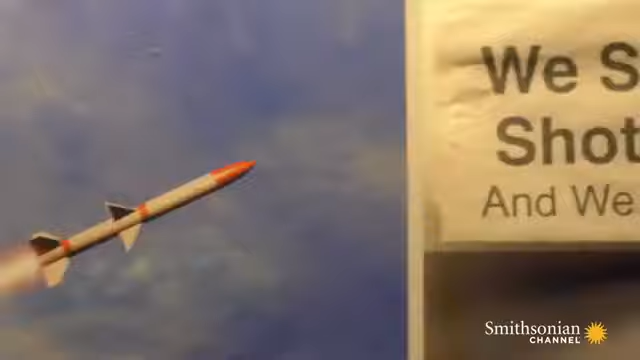 We S
Shot
And We
Smithsonian
CHANNEL